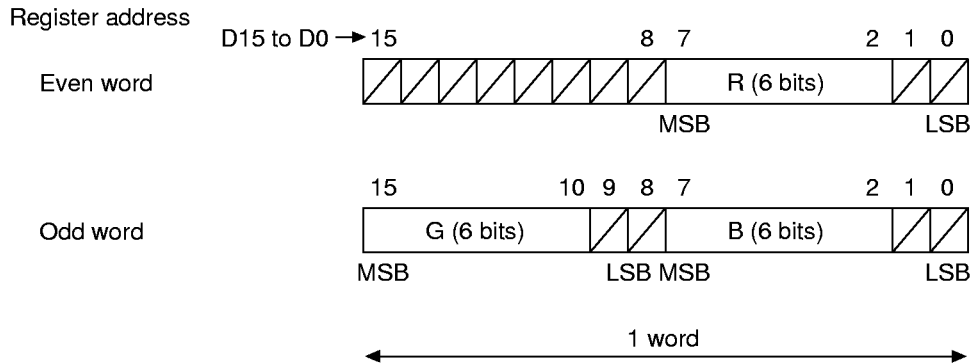 Register address
D15 to D0 → 15 8 7 2 1 0
Even word R (6 bits)
MSB LSB
15 10 9 8 7 2 1 0
Odd word G (6 bits) B (6 bits)
MSB LSB MSB LSB
1 word